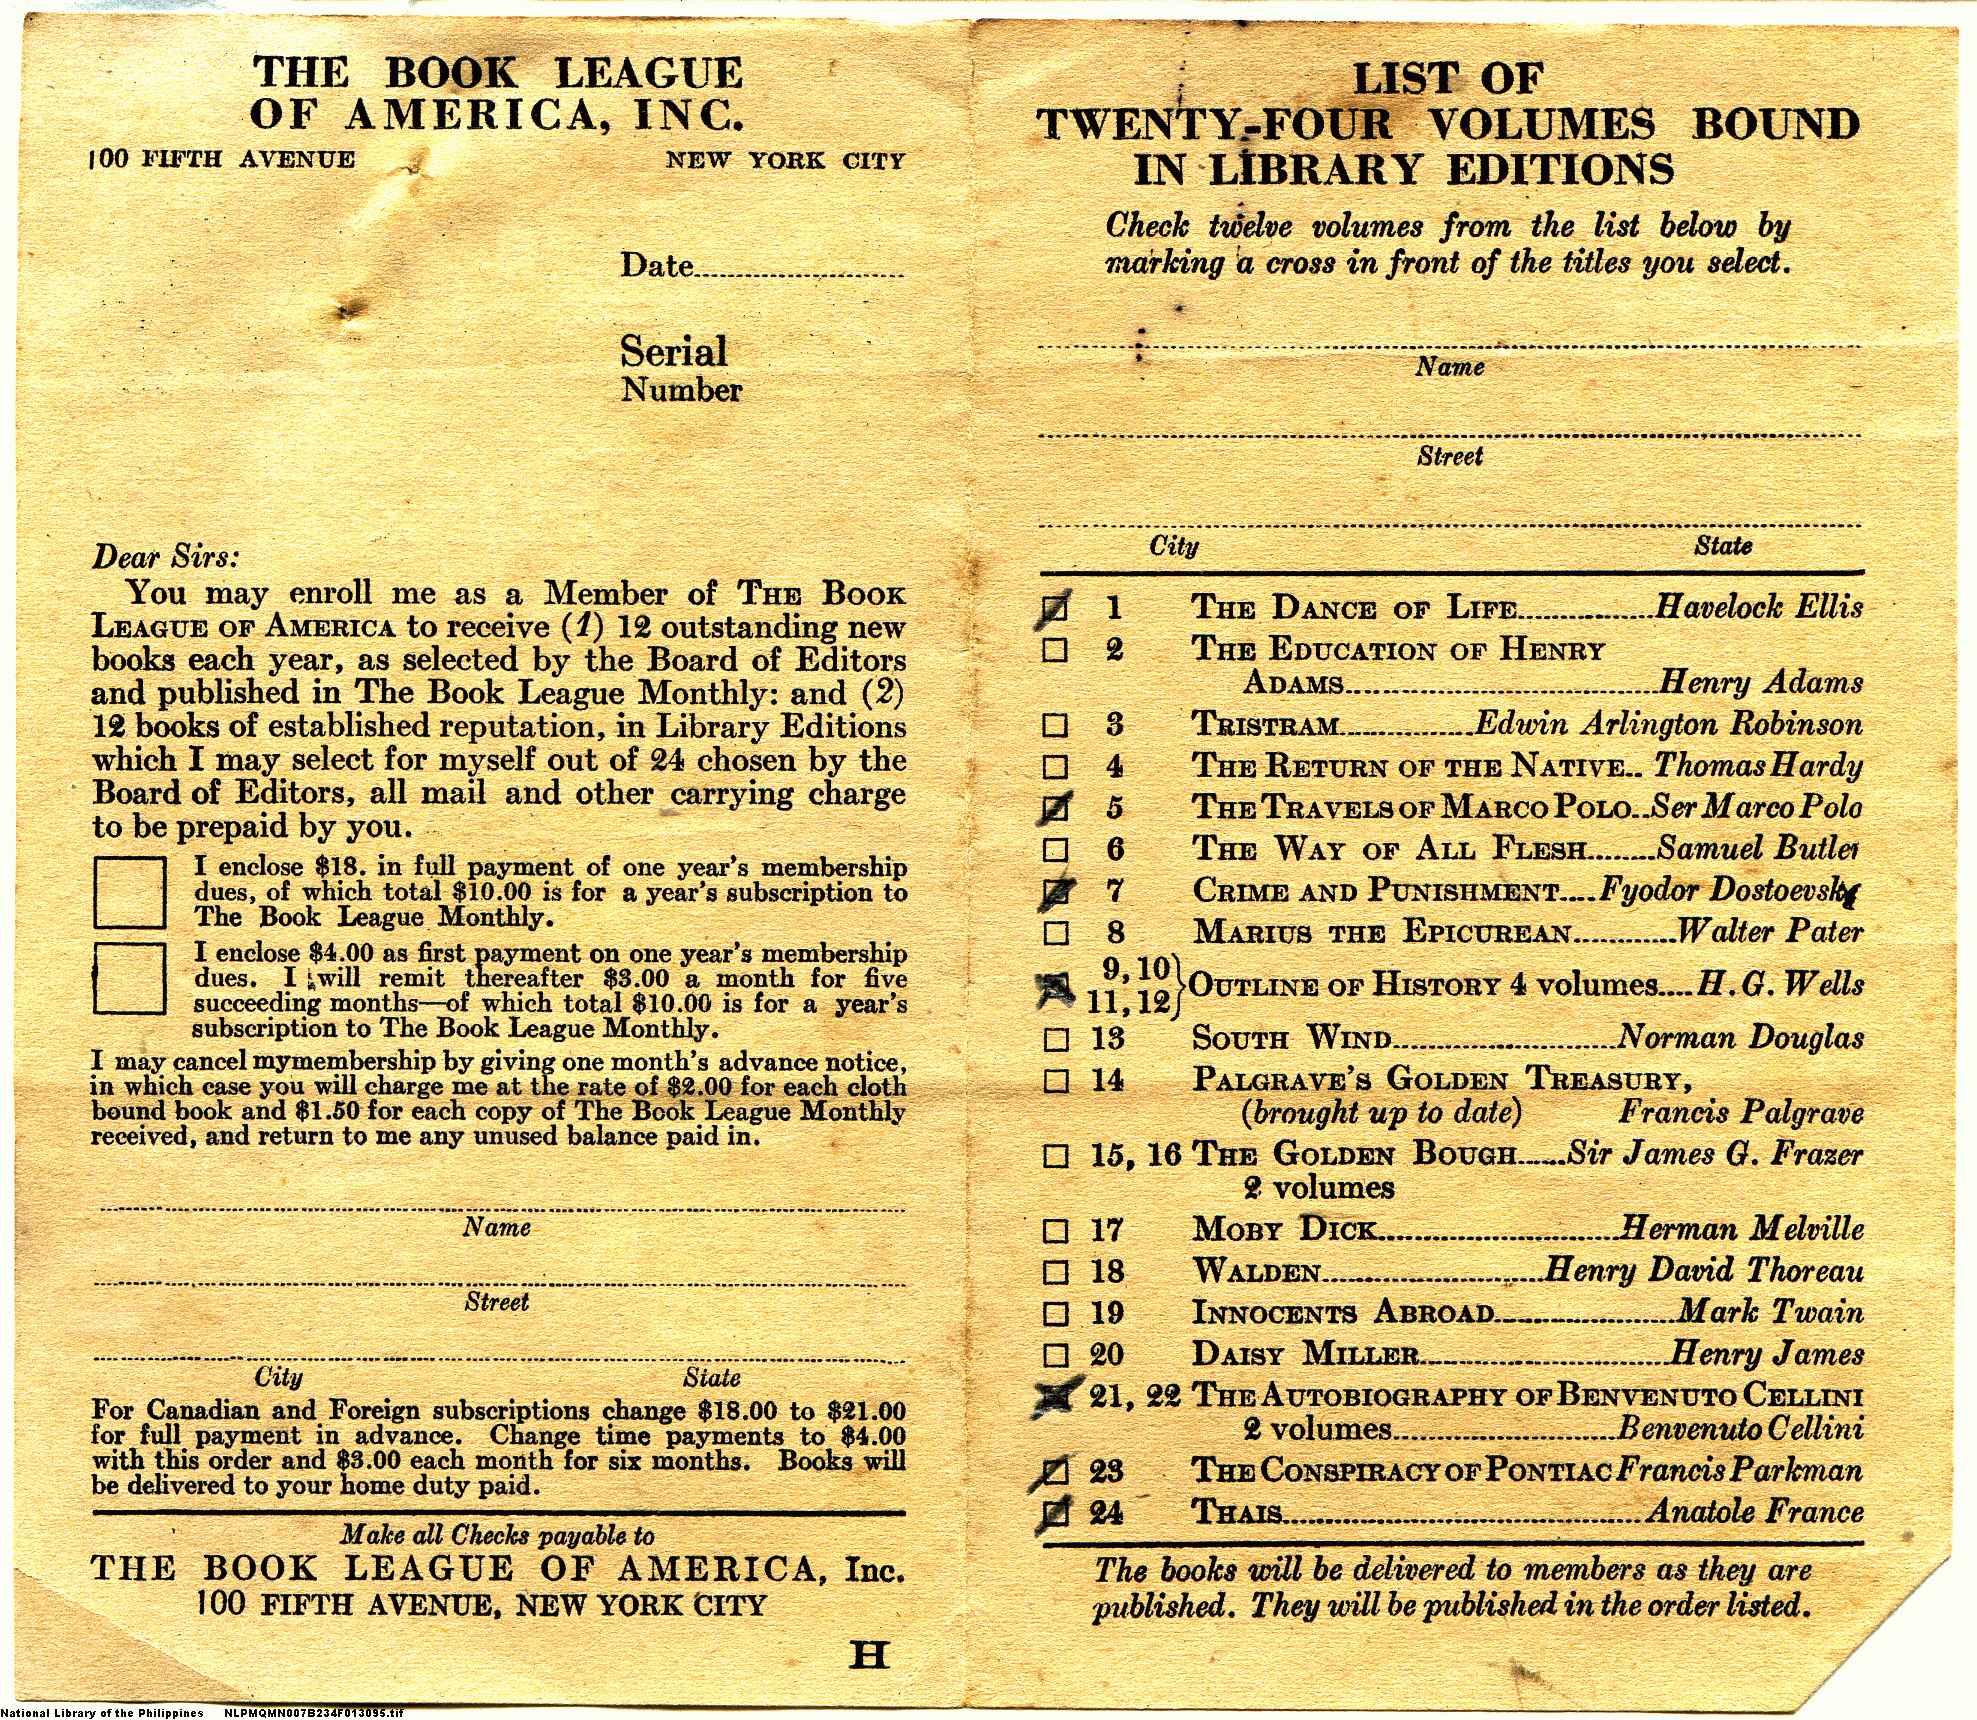 THE BOOK LEAGUE
OF AMERICA, INC.
100 FIFTH AVENUE NEW YORK CITY
Date
Serial
Number
Dear Sirs:
You may enroll me as a Member of THE BOOK
LEAGUE OF AMERICA to receive (1) 12 outstanding new
books each year, as selected by the Board of Editors
and published in The Book League Monthly: and (2)
12 books of established reputation, in Library Editions
which I may select for myself out of 24 chosen by the
Board of Editors, all mail and other carrying charge
to be prepaid by you.
I enclose $18. in full payment of one year's membership
dues, of which total $10.00 is for a year's subscription to
The Book League Monthly.
I enclose $4.00 as first payment on one year's membership
dues. I will remit thereafter $3.00 a month for five
succeeding months—of which total $10.00 is for a year's
subscription to The Book League Monthly.
I may cancel mymembership by giving one month's advance notice,
in which case you will charge me at the rate of $2.00 for each cloth
bound book and $1.50 for each copy of The Book League Monthly
received, and return to me any unused balance paid in.
Name
Street
City State
For Canadian and Foreign subscriptions change $18.00 to $21.00
for full payment in advance. Change time payments to $4.00
with this order and $3.00 each month for six months. Books will
be delivered to your home duty paid.
Make all Checks payable to
THE BOOK LEAGUE OF AMERICA, Inc.
100 FIFTH AVENUE, NEW YORK CITY
H
LIST OF
TWENTY-FOUR VOLUMES BOUND
IN LIBRARY EDITIONS
Check twelve volumes from the list below by
marking a cross in front of the titles you select.
Name
Street
City State
1 THE DANCE OF LIFE Havelock Ellis
2 THE EDUCATION OF HENRY
ADAMS Henry Adams
3 TRISTRAM Edwin Arlington Robinson
4 THE RETURN OF THE NATIVE Thomas Hardy
5 THE TRAVELS OF MARCO POLO Ser Marco Polo
6 THE WAY OF ALL FLESH Samuel Butler
7 CRIME AND PUNISHMENT Fyodor Dostoevsky
8 MARIUS THE EPICUREAN Walter Pater
9, 10
11, 12 OUTLINE OF HISTORY 4 volumes H. G. Wells
13 SOUTH WIND Norman Douglas
14 PALGRAVE'S GOLDEN TREASURY,
(brought up to date) Francis Palgrave
15, 16 THE GOLDEN BOUGH Sir James G. Frazer
2 volumes
17 MOBY DICK Herman Melville
18 WALDEN Henry David Thoreau
19 INNOCENTS ABROAD Mark Twain
20 DAISY MILLER Henry James
21, 22 THE AUTOBIOGRAPHY OF BENVENUTO CELLINI
2 volumes Benvenuto Cellini
23 THE CONSPIRACY OF PONTIAC Francis Parkman
24 THAIS Anatole France
The books will be delivered to members as they are
published. They will be published in the order listed.
National Library of the Philippines NLPMQMN007B234F013095.tif